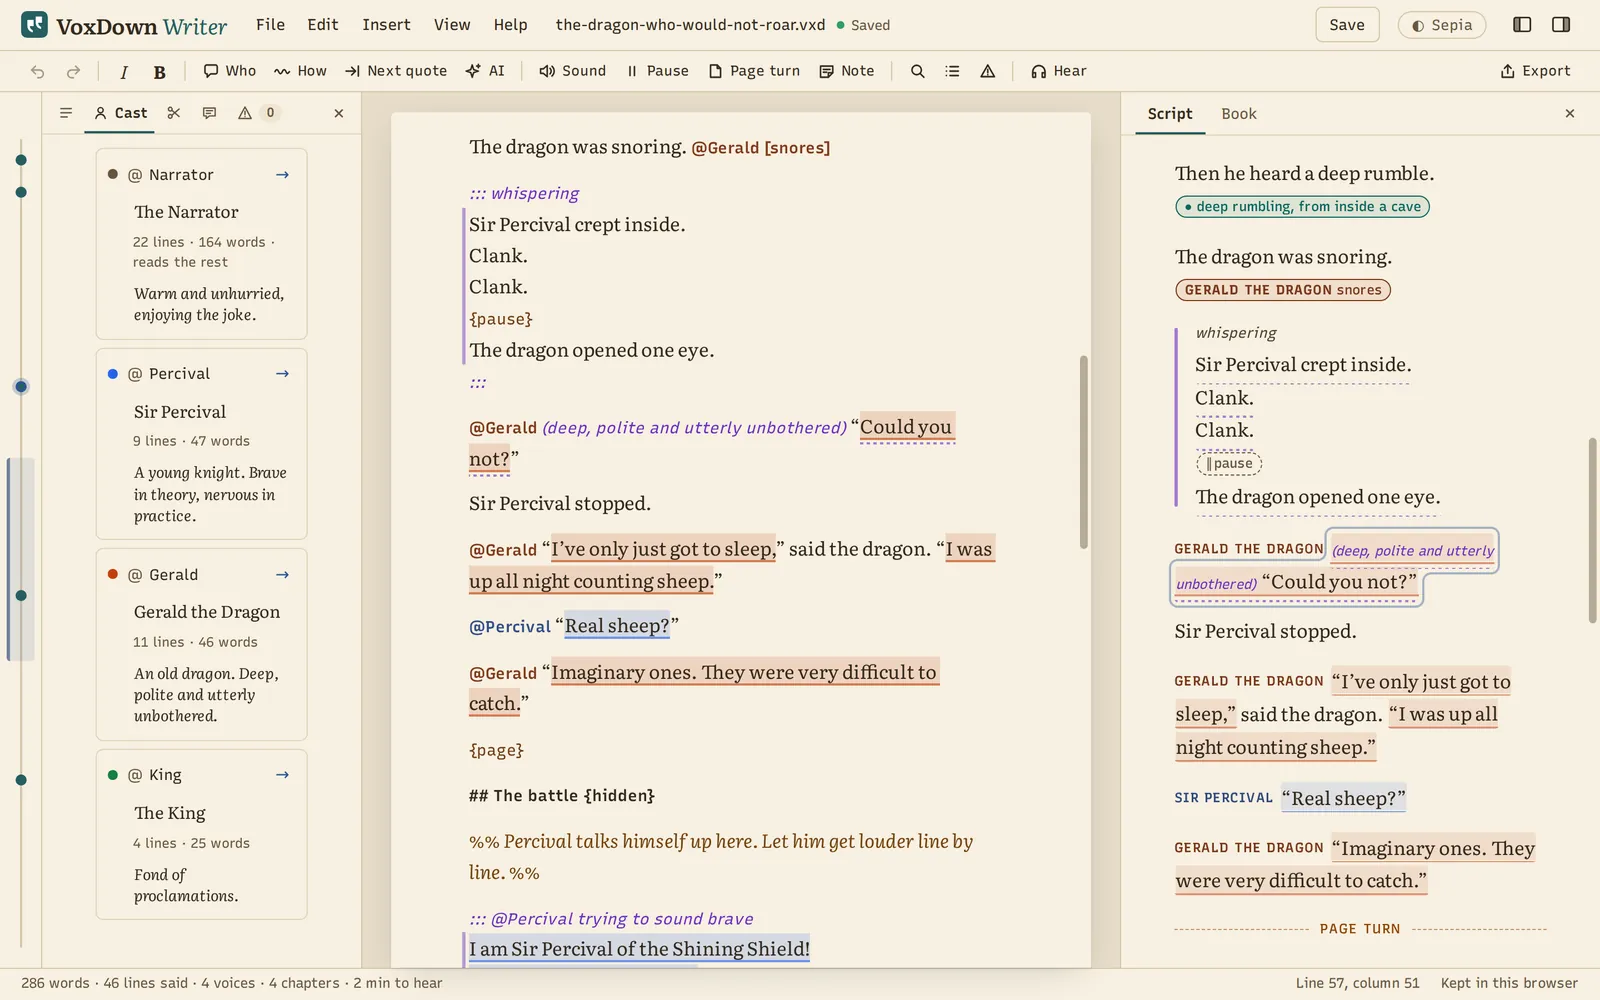 VoxDown Writer File Edit Insert View Help the-dragon-who-would-not-roar.vxd Saved Save Sepia
I B Who How Next quote AI Sound Pause Page turn Note Hear Export
Cast 0
@ Narrator
The Narrator
22 lines · 164 words ·
reads the rest
Warm and unhurried,
enjoying the joke.
@ Percival
Sir Percival
9 lines · 47 words
A young knight. Brave
in theory, nervous in
practice.
@ Gerald
Gerald the Dragon
11 lines · 46 words
An old dragon. Deep,
polite and utterly
unbothered.
@ King
The King
4 lines · 25 words
Fond of
proclamations.
The dragon was snoring. @Gerald [snores]
::: whispering
Sir Percival crept inside.
Clank.
Clank.
{pause}
The dragon opened one eye.
:::
@Gerald (deep, polite and utterly unbothered) “Could you
not?”
Sir Percival stopped.
@Gerald “I’ve only just got to sleep,” said the dragon. “I was
up all night counting sheep.”
@Percival “Real sheep?”
@Gerald “Imaginary ones. They were very difficult to
catch.”
{page}
## The battle {hidden}
%% Percival talks himself up here. Let him get louder line by
line. %%
::: @Percival trying to sound brave
I am Sir Percival of the Shining Shield!
Script Book
Then he heard a deep rumble.
deep rumbling, from inside a cave
The dragon was snoring.
GERALD THE DRAGON snores
whispering
Sir Percival crept inside.
Clank.
Clank.
pause
The dragon opened one eye.
GERALD THE DRAGON (deep, polite and utterly
unbothered) “Could you not?”
Sir Percival stopped.
GERALD THE DRAGON “I’ve only just got to
sleep,” said the dragon. “I was up all
night counting sheep.”
SIR PERCIVAL “Real sheep?”
GERALD THE DRAGON “Imaginary ones. They
were very difficult to catch.”
PAGE TURN
286 words · 46 lines said · 4 voices · 4 chapters · 2 min to hear Line 57, column 51 Kept in this browser